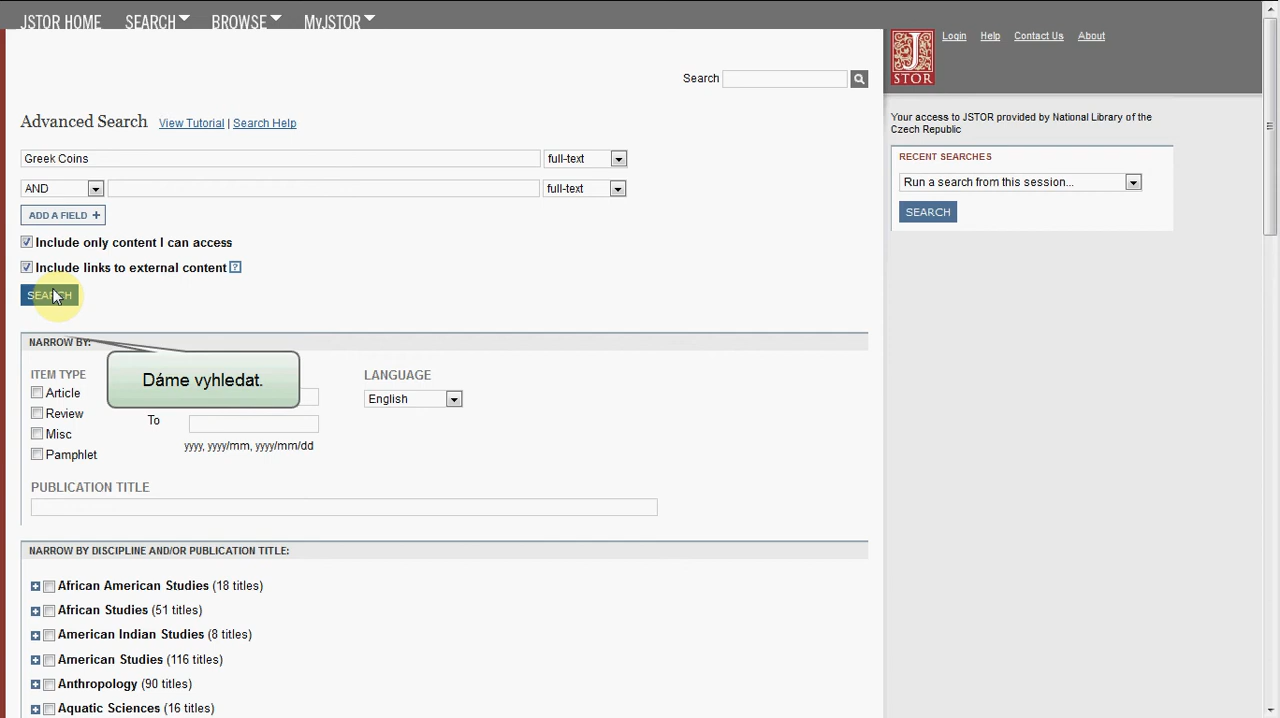 JSTOR HOME SEARCH BROWSE MyJSTOR
Login Help Contact Us About
JSTOR
Search
Your access to JSTOR provided by National Library of the
Czech Republic
Advanced Search View Tutorial | Search Help
RECENT SEARCHES
Greek Coins full-text
Run a search from this session...
AND full-text
SEARCH
ADD A FIELD +
Include only content I can access
Include links to external content ?
SEARCH
NARROW BY:
Dáme vyhledat.
ITEM TYPE
LANGUAGE
Article
English
Review
To
Misc
yyyy, yyyy/mm, yyyy/mm/dd
Pamphlet
PUBLICATION TITLE
NARROW BY DISCIPLINE AND/OR PUBLICATION TITLE:
African American Studies (18 titles)
African Studies (51 titles)
American Indian Studies (8 titles)
American Studies (116 titles)
Anthropology (90 titles)
Aquatic Sciences (16 titles)